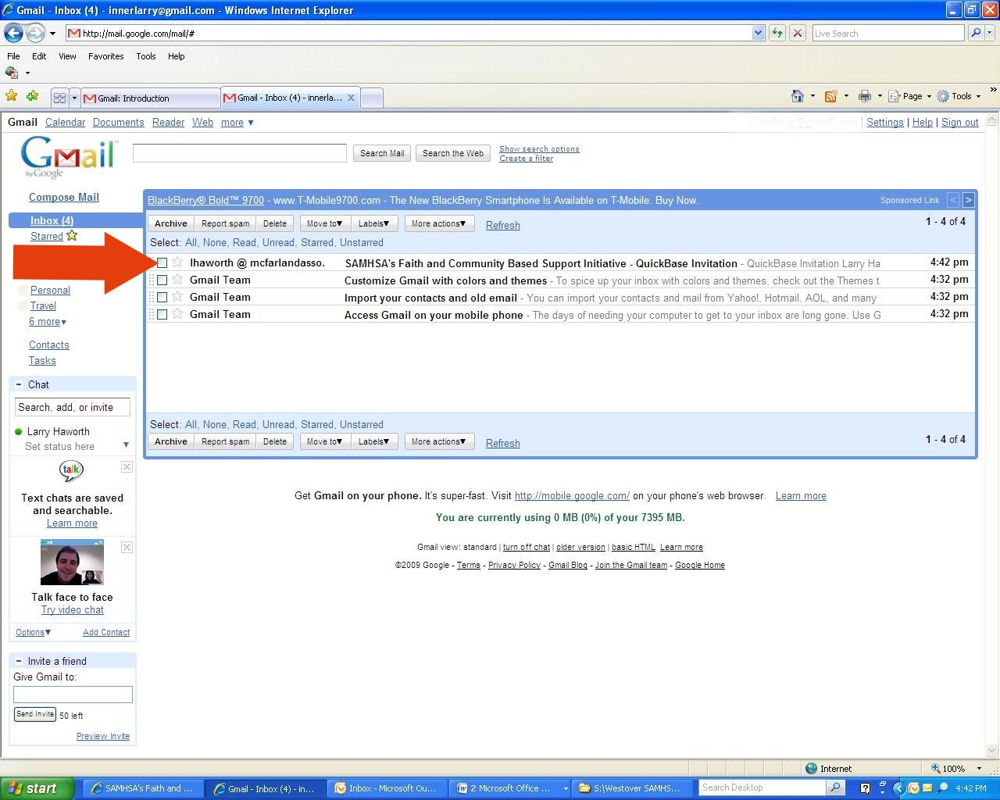 Gmail - Inbox (4) - innerlarry@gmail.com - Windows Internet Explorer
http://mail.google.com/mail/#
Live Search
File Edit View Favorites Tools Help
Gmail: Introduction
Gmail - Inbox (4) - innerla...
Page Tools
Gmail Calendar Documents Reader Web more ▼
Settings | Help | Sign out
Gmail
by Google
TM
Search Mail Search the Web
Show search options
Create a filter
Compose Mail
Inbox (4)
Starred
Personal
Travel
6 more▼
Contacts
Tasks
BlackBerry® Bold™ 9700 - www.T-Mobile9700.com - The New BlackBerry Smartphone Is Available on T-Mobile. Buy Now. Sponsored Link < >
Archive Report spam Delete Move to▼ Labels▼ More actions▼ Refresh 1 - 4 of 4
Select: All, None, Read, Unread, Starred, Unstarred
lhaworth @ mcfarlandasso. SAMHSA's Faith and Community Based Support Initiative - QuickBase Invitation - QuickBase Invitation Larry Ha 4:42 pm
Gmail Team Customize Gmail with colors and themes - To spice up your inbox with colors and themes, check out the Themes t 4:32 pm
Gmail Team Import your contacts and old email - You can import your contacts and mail from Yahoo!, Hotmail, AOL, and many 4:32 pm
Gmail Team Access Gmail on your mobile phone - The days of needing your computer to get to your inbox are long gone. Use G 4:32 pm
Select: All, None, Read, Unread, Starred, Unstarred
Archive Report spam Delete Move to▼ Labels▼ More actions▼ Refresh 1 - 4 of 4
Chat
Search, add, or invite
Larry Haworth
Set status here
talk
Text chats are saved
and searchable.
Learn more
Talk face to face
Try video chat
Options▼ Add Contact
Invite a friend
Give Gmail to:
Send Invite 50 left
Preview Invite
Get Gmail on your phone. It's super-fast. Visit http://mobile.google.com/ on your phone's web browser. Learn more
You are currently using 0 MB (0%) of your 7395 MB.
Gmail view: standard | turn off chat | older version | basic HTML Learn more
©2009 Google - Terms - Privacy Policy - Gmail Blog - Join the Gmail team - Google Home
Internet 100%
start SAMHSA's Faith and ... Gmail - Inbox (4) - in... Inbox - Microsoft Ou... 2 Microsoft Office ... S:\Westover SAMHS... Search Desktop 4:42 PM